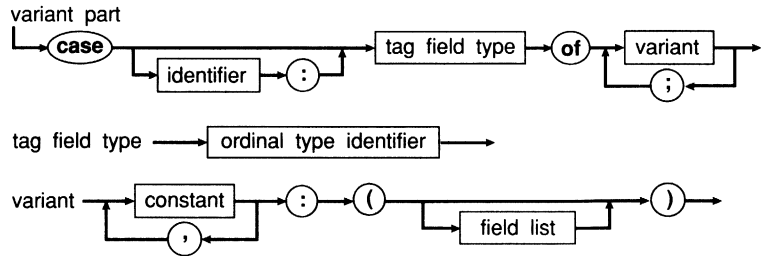 variant part
case identifier : tag field type of variant ;
tag field type ordinal type identifier
variant constant , : ( field list )